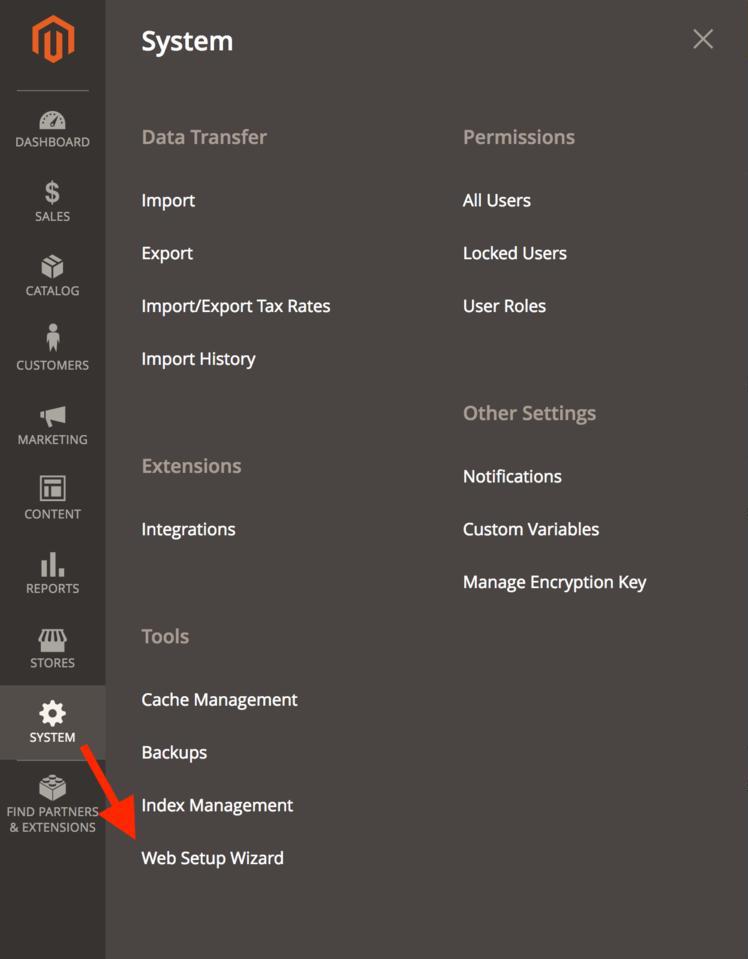 DASHBOARD
SALES
CATALOG
CUSTOMERS
MARKETING
CONTENT
REPORTS
STORES
SYSTEM
FIND PARTNERS
& EXTENSIONS
System
Data Transfer
Import
Export
Import/Export Tax Rates
Import History
Extensions
Integrations
Tools
Cache Management
Backups
Index Management
Web Setup Wizard
Permissions
All Users
Locked Users
User Roles
Other Settings
Notifications
Custom Variables
Manage Encryption Key